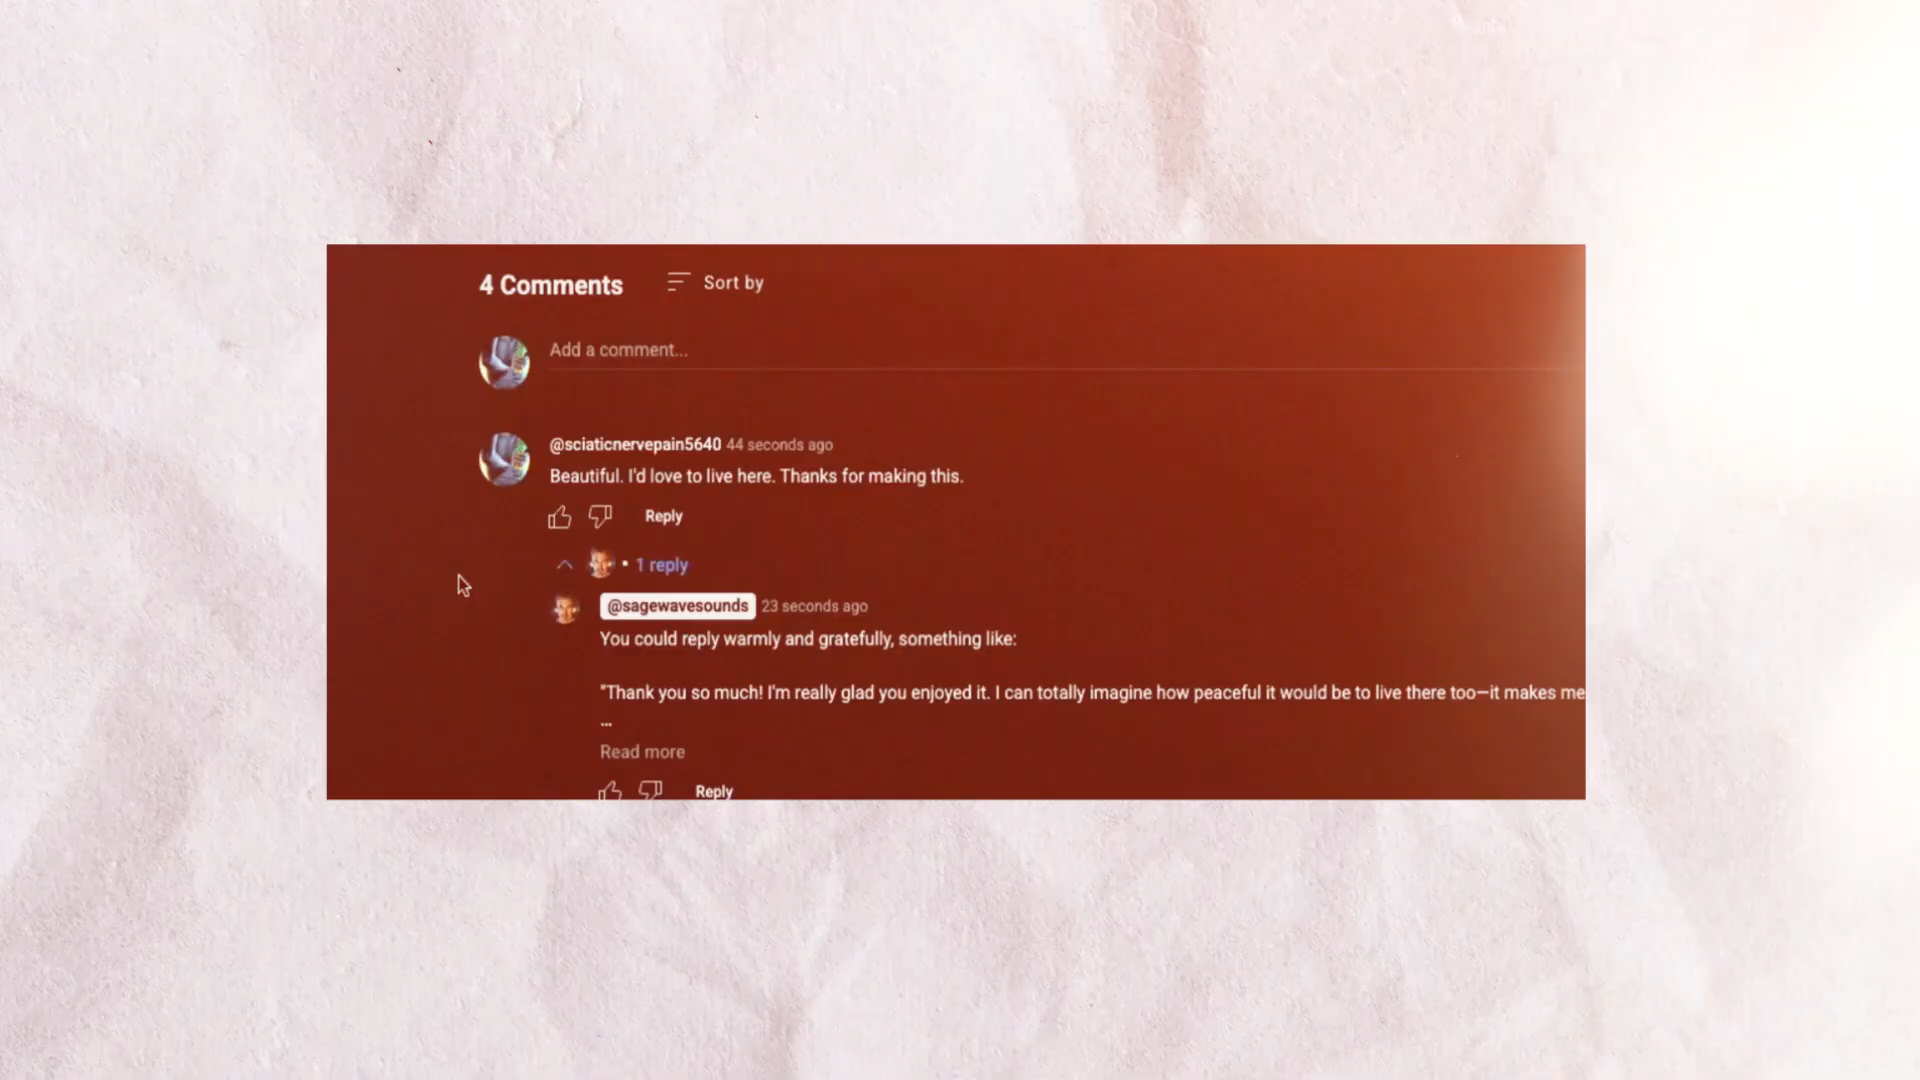 4 Comments
Sort by
Add a comment...
@sciaticnervepain5640 44 seconds ago
Beautiful. I'd love to live here. Thanks for making this.
Reply
• 1 reply
@sagewavesounds 23 seconds ago
You could reply warmly and gratefully, something like:
"Thank you so much! I'm really glad you enjoyed it. I can totally imagine how peaceful it would be to live there too—it makes me
...
Read more
Reply